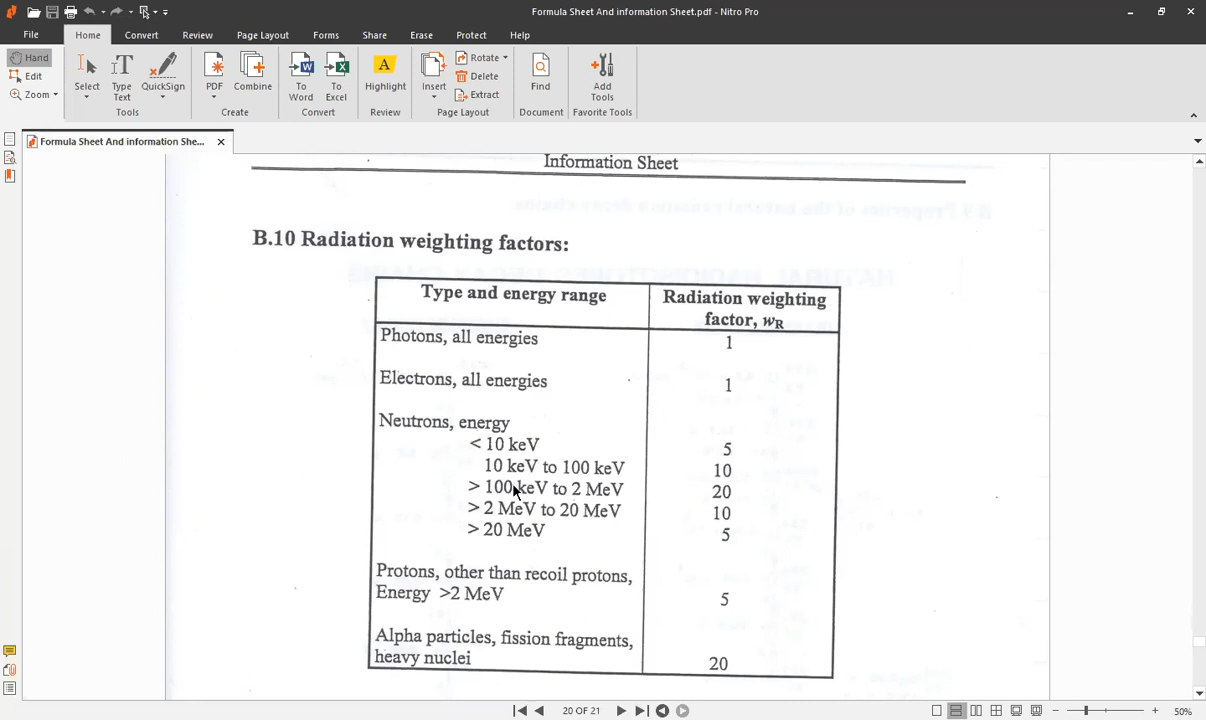 Formula Sheet And information Sheet.pdf - Nitro Pro
File Home Convert Review Page Layout Forms Share Erase Protect Help
Hand
Edit
Zoom
Select
Type Text
QuickSign
Tools
PDF
Combine
Create
To Word
To Excel
Convert
Highlight
Review
Insert
Rotate
Delete
Extract
Page Layout
Find
Document
Add Tools
Favorite Tools
Formula Sheet And information She...
Information Sheet
B.10 Radiation weighting factors:
Type and energy range Radiation weighting
factor, wR
Photons, all energies 1
Electrons, all energies 1
Neutrons, energy
< 10 keV 5
10 keV to 100 keV 10
> 100 keV to 2 MeV 20
> 2 MeV to 20 MeV 10
> 20 MeV 5
Protons, other than recoil protons,
Energy >2 MeV 5
Alpha particles, fission fragments,
heavy nuclei 20
20 OF 21
50%